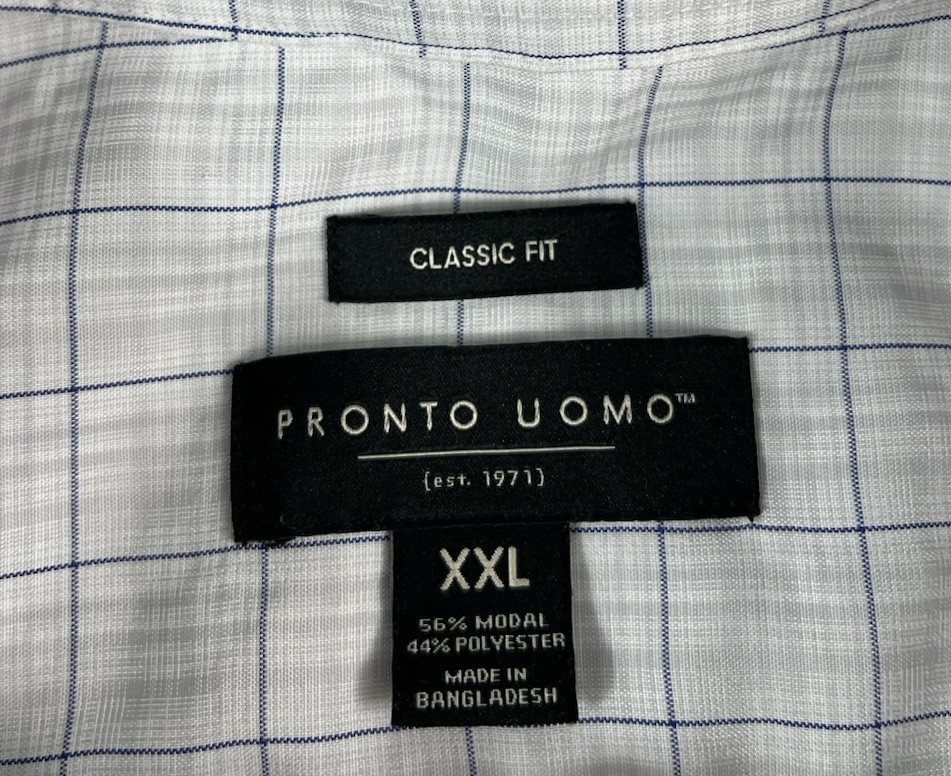 CLASSIC FIT
PRONTO UOMO™
{est. 1971}
XXL
56% MODAL
44% POLYESTER
MADE IN
BANGLADESH